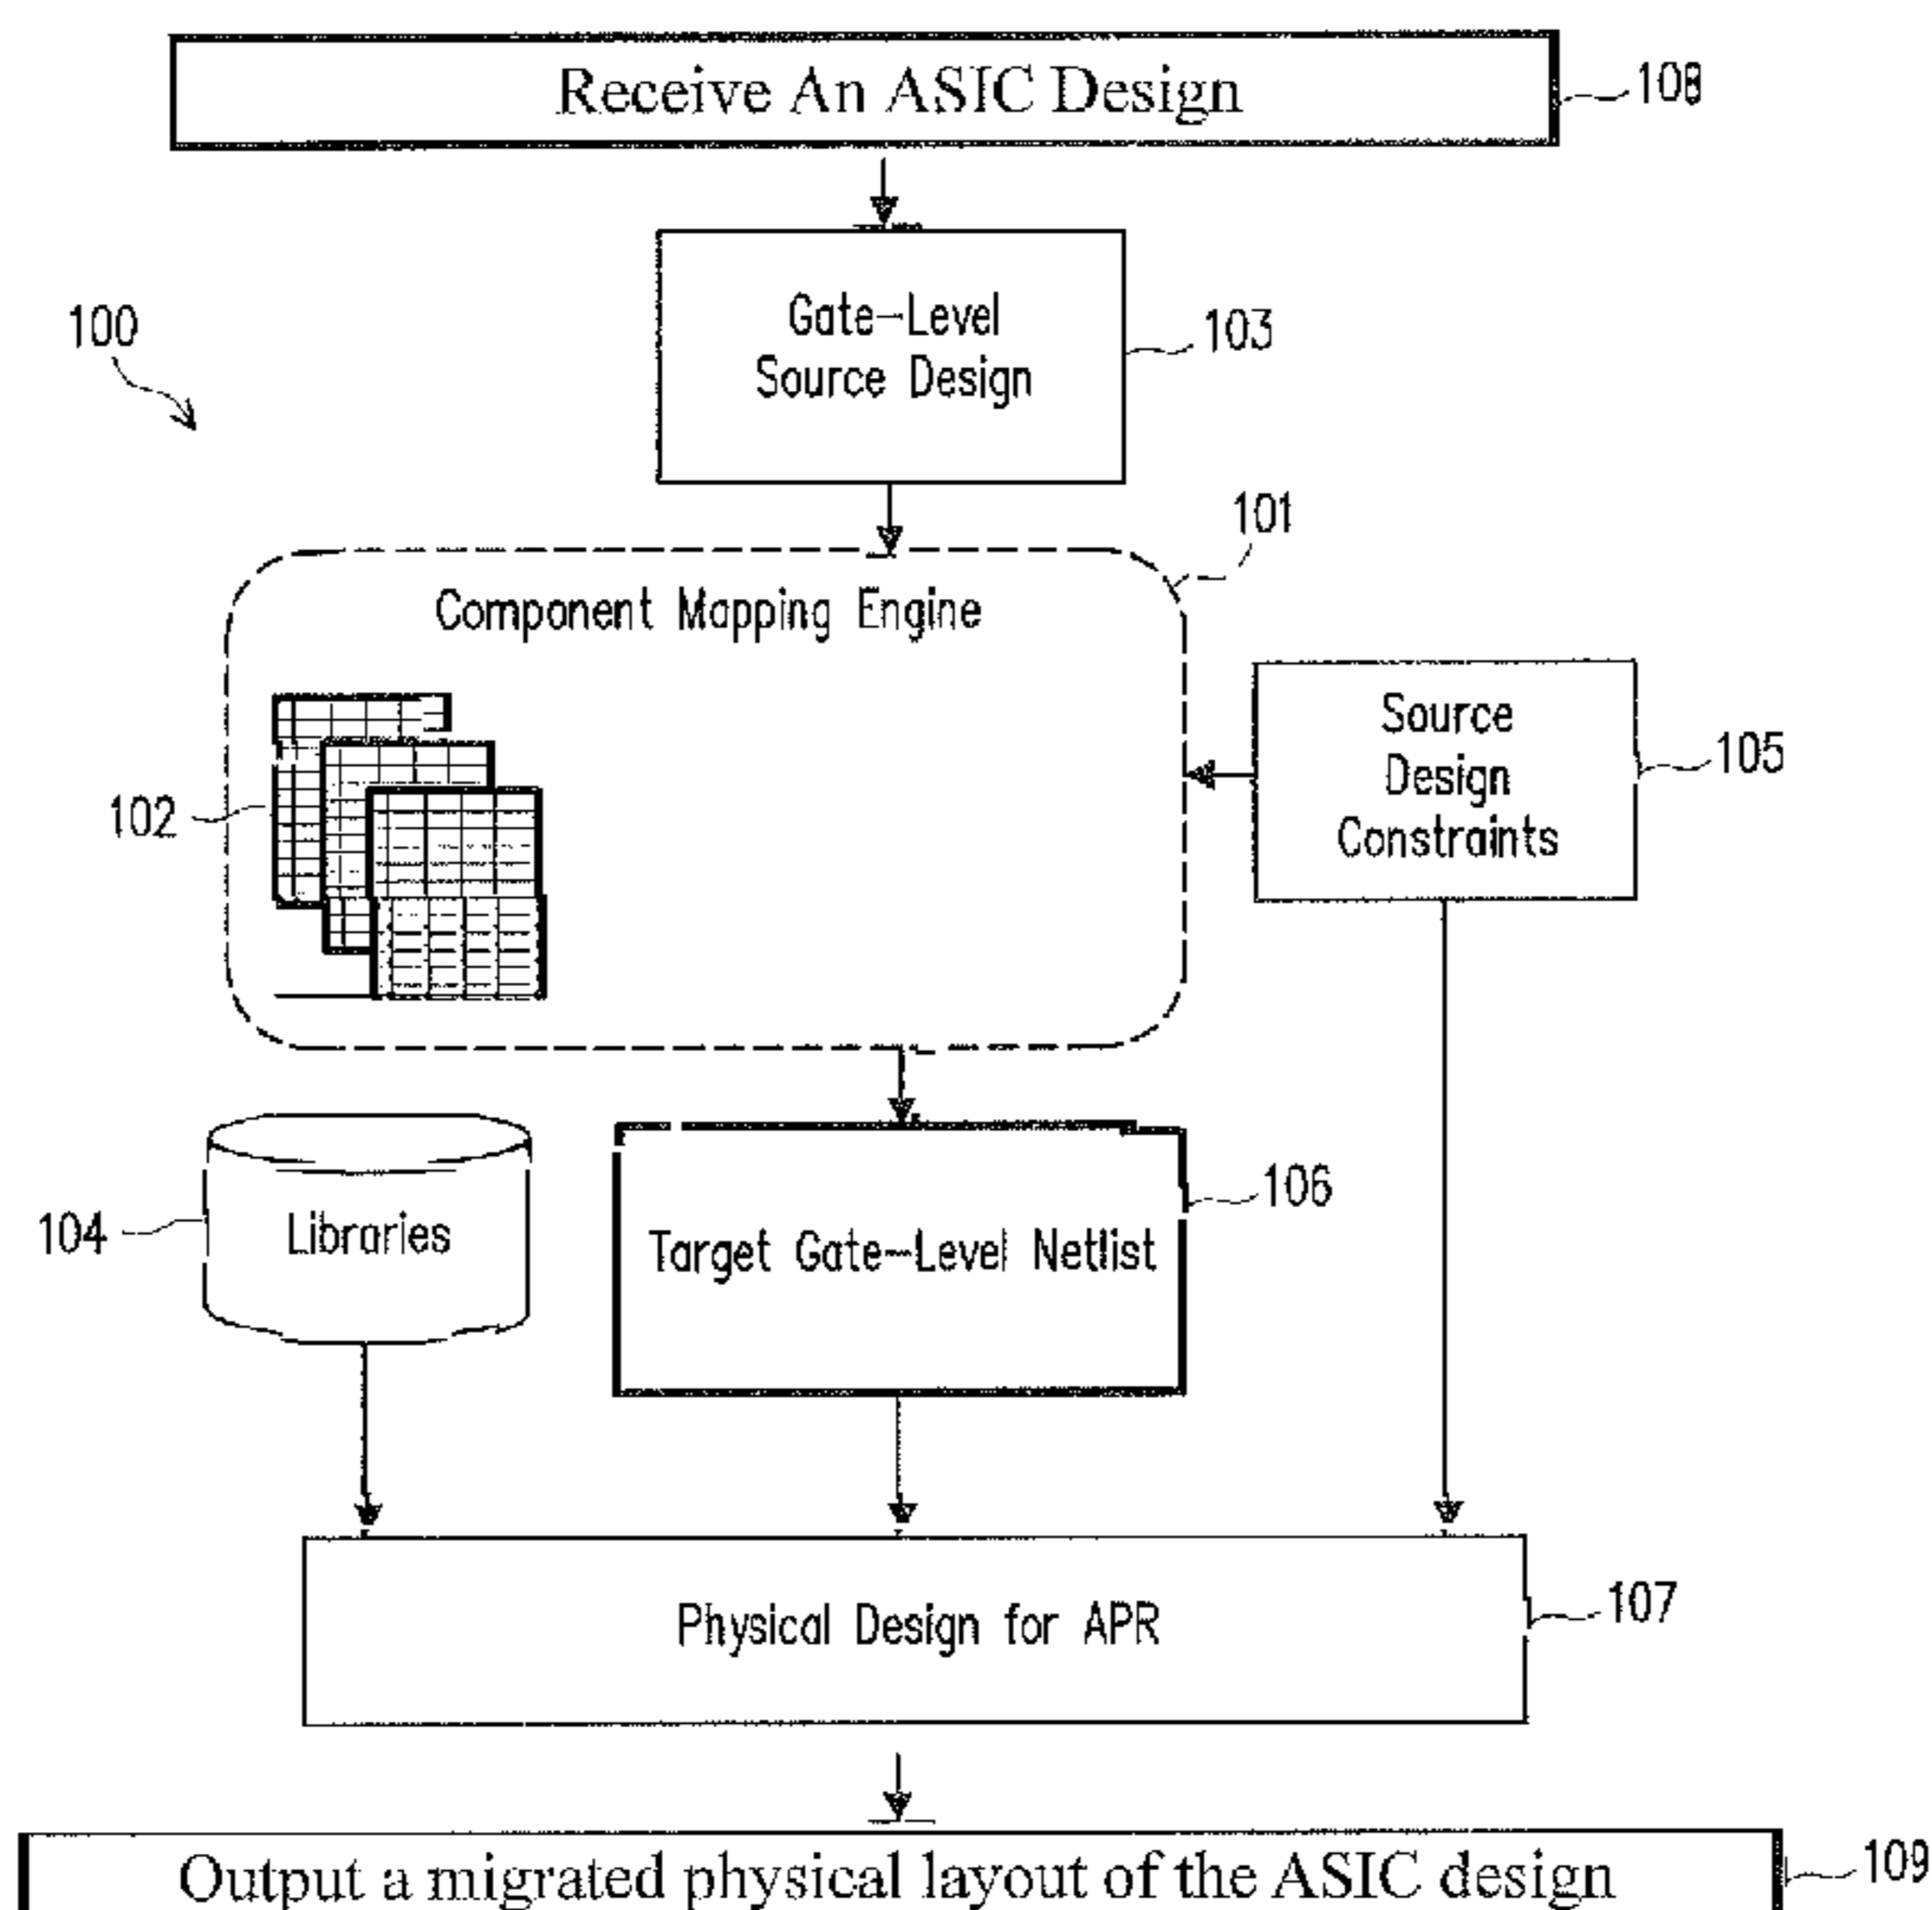 Receive An ASIC Design
108
100
Gate-Level
Source Design
103
101
Component Mapping Engine
102
Source
Design
Constraints
105
104
Libraries
Target Gate-Level Netlist
106
Physical Design for APR
107
Output a migrated physical layout of the ASIC design
109